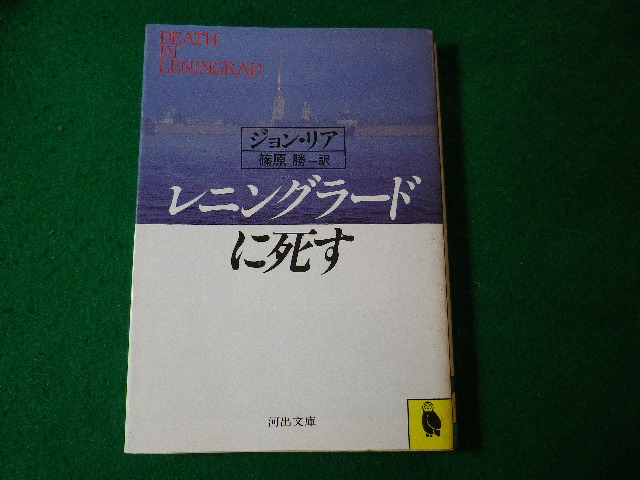 DEATH
IN
LENINGRAD
ジョン・リア
篠原 勝=訳
レニングラード
に死す
河出文庫